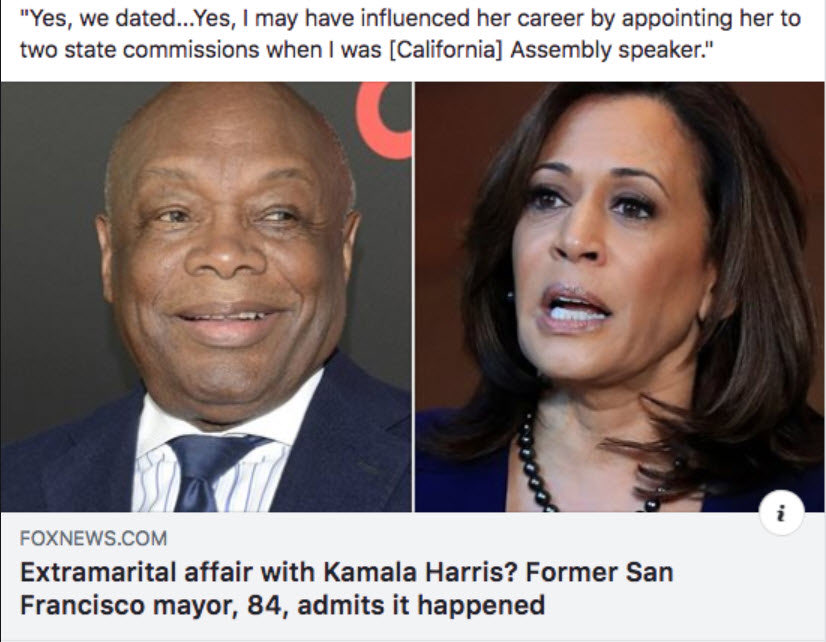 "Yes, we dated...Yes, I may have influenced her career by appointing her to
two state commissions when I was [California] Assembly speaker."
i
FOXNEWS.COM
Extramarital affair with Kamala Harris? Former San
Francisco mayor, 84, admits it happened